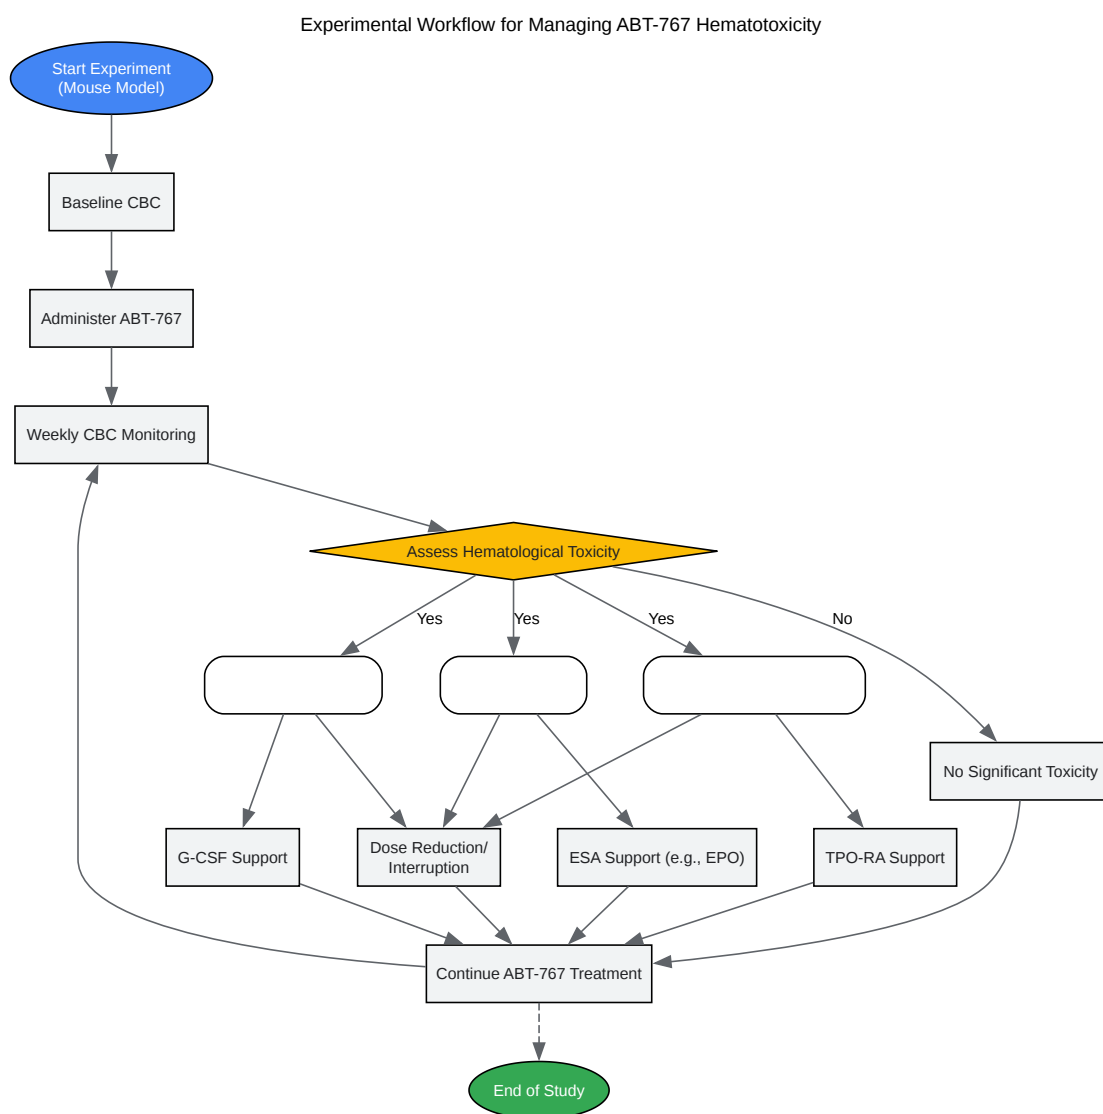 Experimental Workflow for Managing ABT-767 Hematotoxicity
Start Experiment
(Mouse Model)
Baseline CBC
Administer ABT-767
Weekly CBC Monitoring
Assess Hematological Toxicity
Yes
Yes
Yes
No
No Significant Toxicity
G-CSF Support
Dose Reduction/
Interruption
ESA Support (e.g., EPO)
TPO-RA Support
Continue ABT-767 Treatment
End of Study